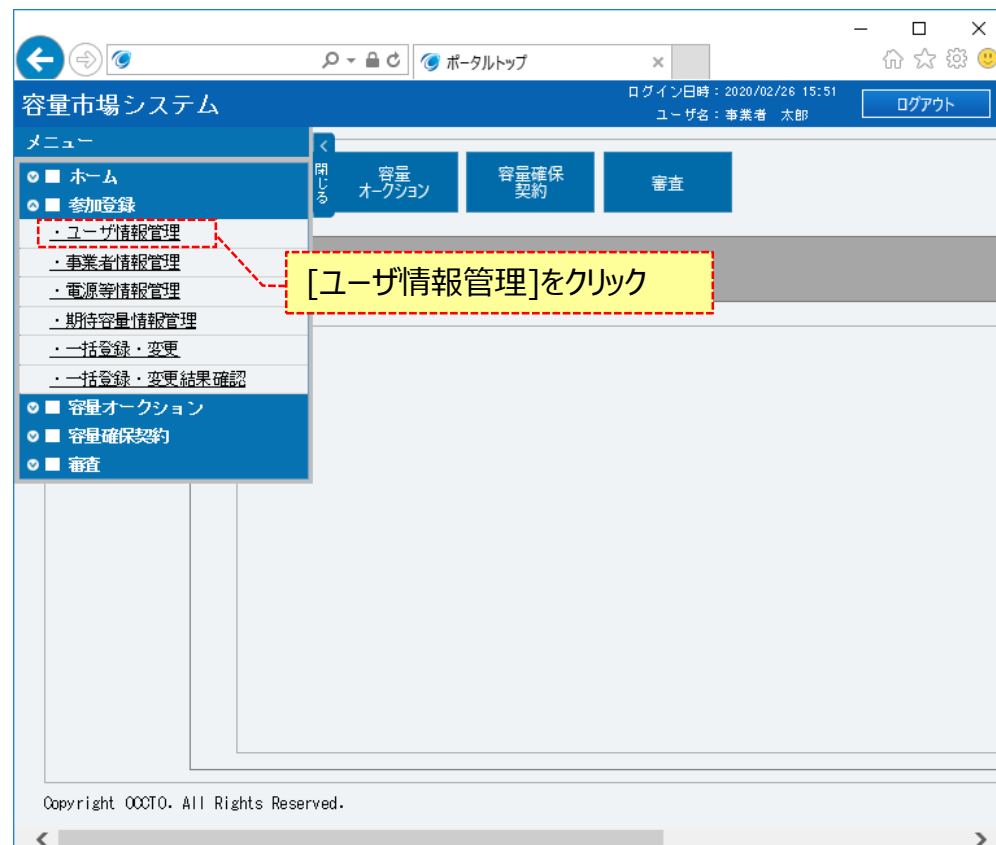 ポータルトップ
容量市場システム
ログイン日時：2020/02/26 15:51
ユーザ名：事業者 太郎
ログアウト
メニュー
閉じる
容量
オークション
容量確保
契約
審査
ホーム
参加登録
・ユーザ情報管理
・事業者情報管理
・電源等情報管理
・期待容量情報管理
・一括登録・変更
・一括登録・変更結果確認
容量オークション
容量確保契約
審査
[ユーザ情報管理]をクリック
Copyright OCCTO. All Rights Reserved.